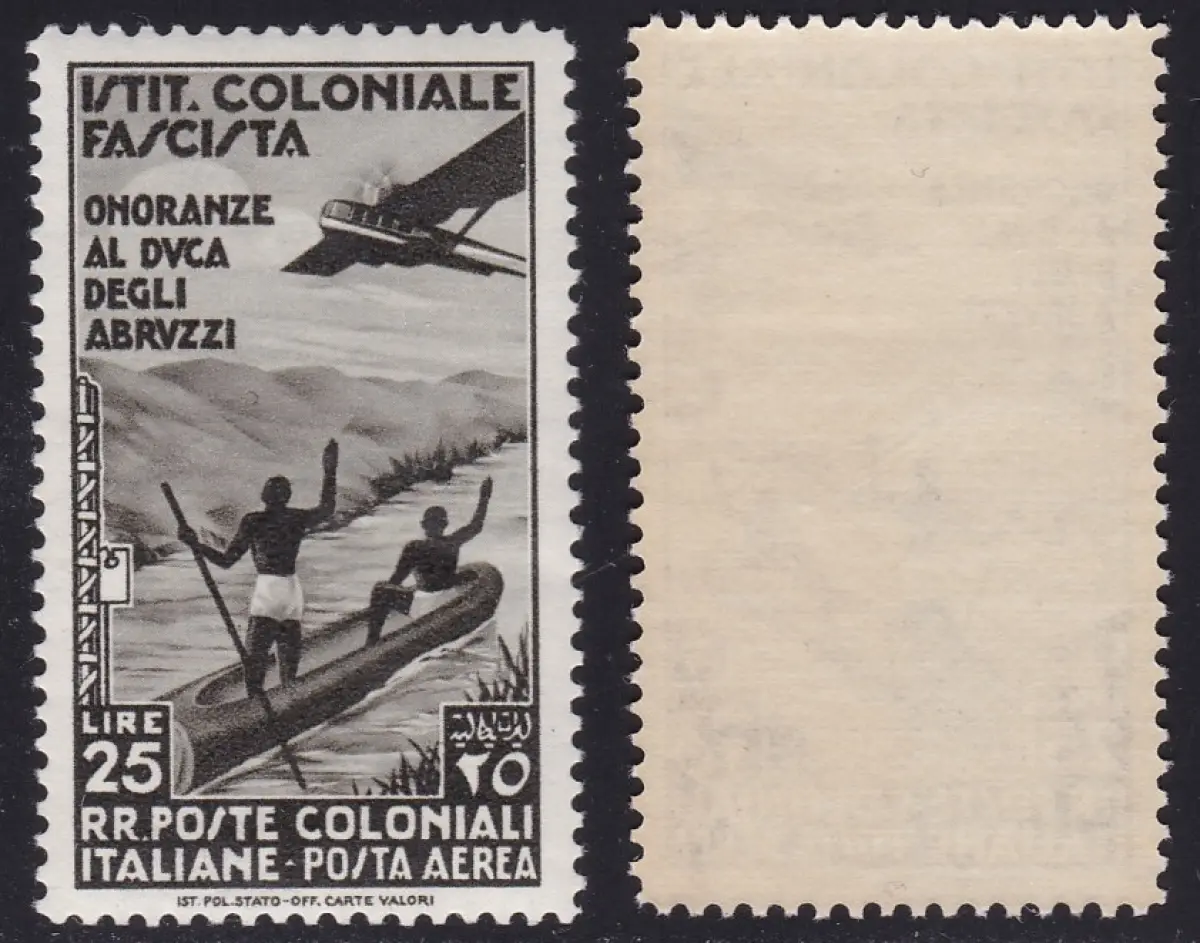 ISTIT. COLONIALE
FASCISTA
ONORANZE
AL DVCA
DEGLI
ABRVZZI
LIRE
25
٢٥
RR. POSTE COLONIALI
ITALIANE - POSTA AEREA
IST. POL. STATO - OFF. CARTE VALORI